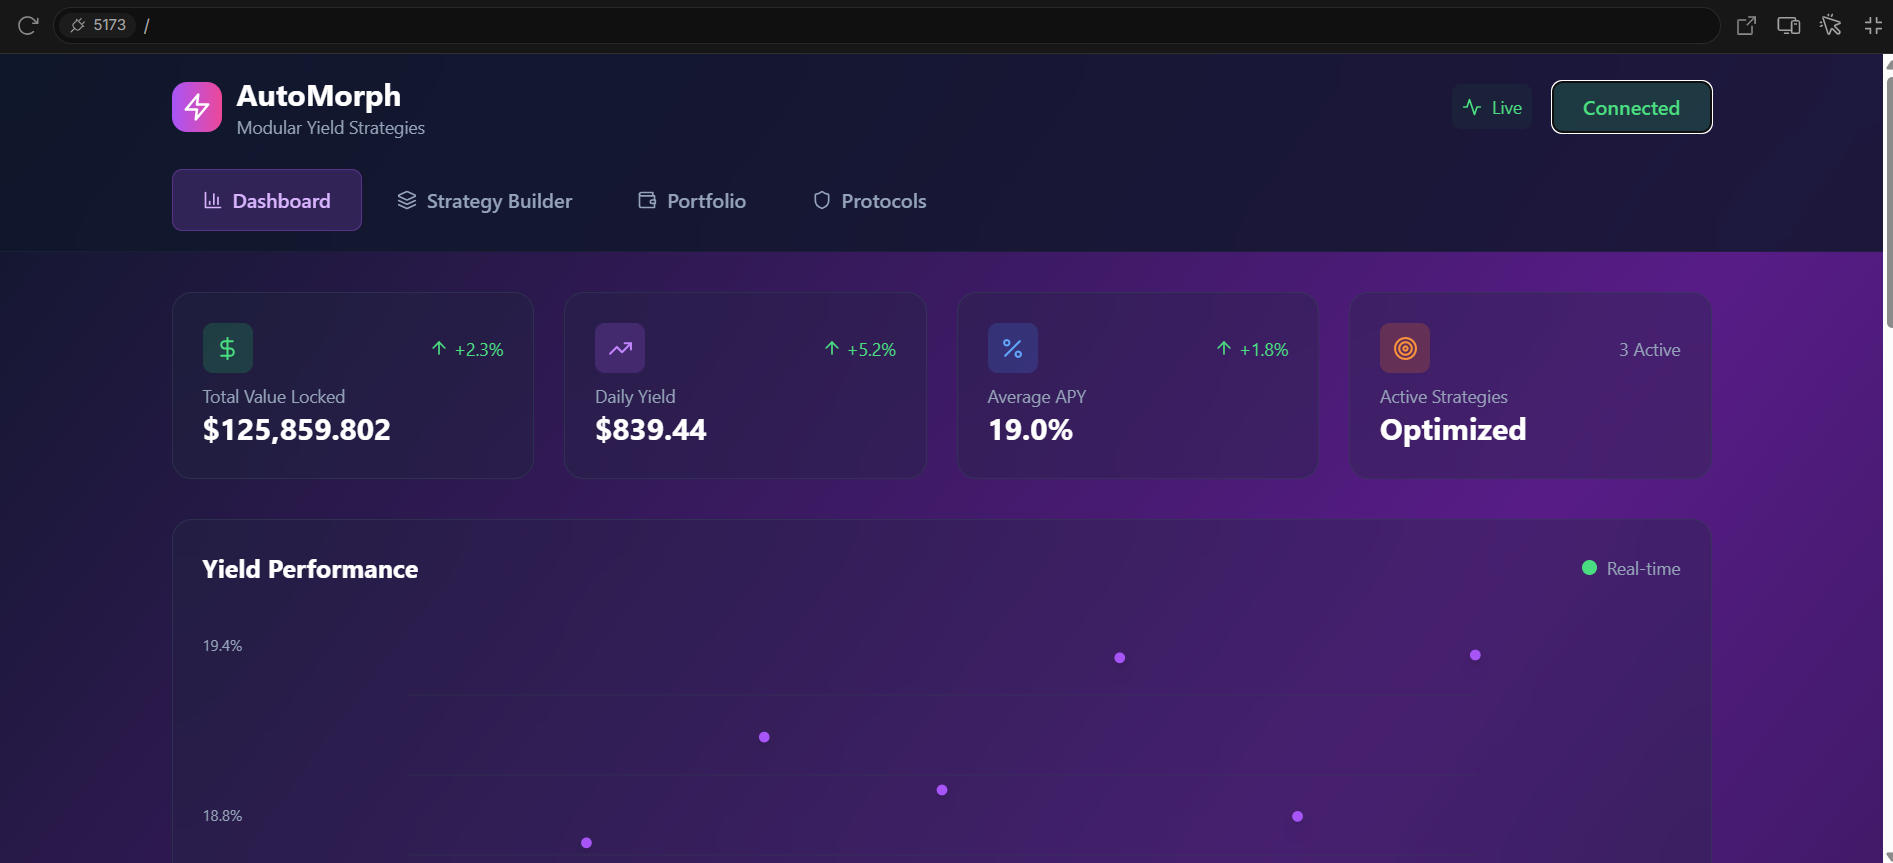 5173 /
AutoMorph
Modular Yield Strategies
Live
Connected
Dashboard
Strategy Builder
Portfolio
Protocols
+2.3%
Total Value Locked
$125,859.802
+5.2%
Daily Yield
$839.44
+1.8%
Average APY
19.0%
3 Active
Active Strategies
Optimized
Yield Performance
Real-time
19.4%
18.8%